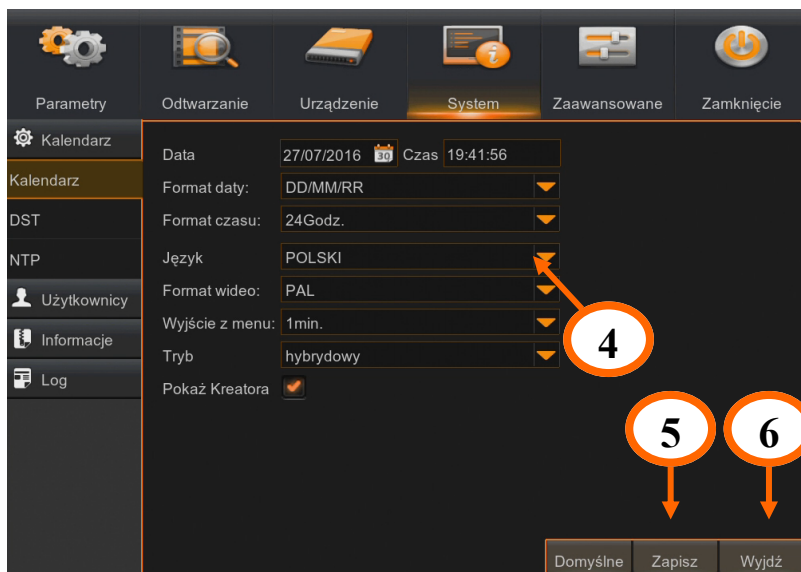 Parametry Odtwarzanie Urządzenie System Zaawansowane Zamknięcie
Kalendarz
Kalendarz
DST
NTP
Użytkownicy
Informacje
Log
Data 27/07/2016 30 Czas 19:41:56
Format daty: DD/MM/RR
Format czasu: 24Godz.
Język POLSKI
Format wideo: PAL
Wyjście z menu: 1min.
Tryb hybrydowy
Pokaż Kreatora
4
5 6
Domyślne Zapisz Wyjdź